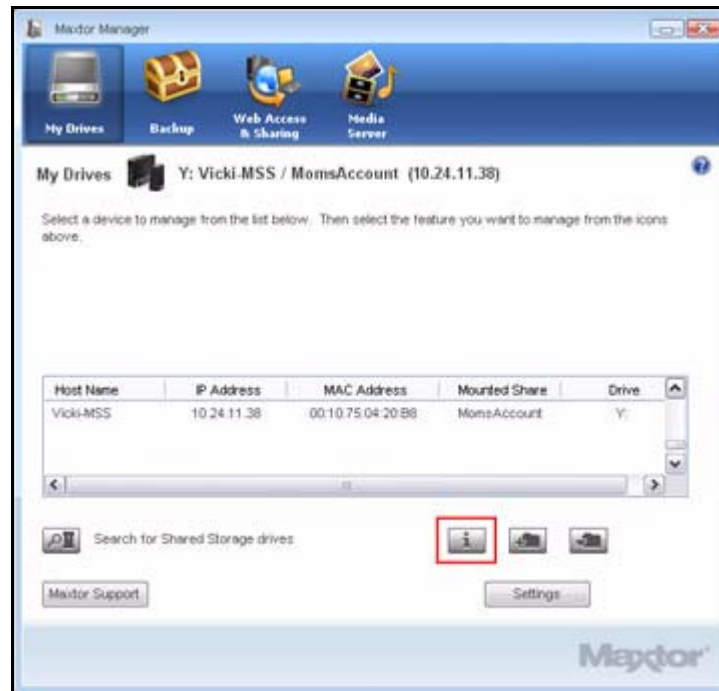 Maxtor Manager
My Drives
Backup
Web Access
& Sharing
Media
Server
My Drives
Y: Vicki-MSS / MomsAccount (10.24.11.38)
Select a device to manage from the list below. Then select the feature you want to manage from the icons
above.
Host Name IP Address MAC Address Mounted Share Drive
Vicki-MSS 10.24.11.38 00:10:75:04:20:B8 MomsAccount Y:
Search for Shared Storage drives
i
Maxtor Support
Settings
Maxtor